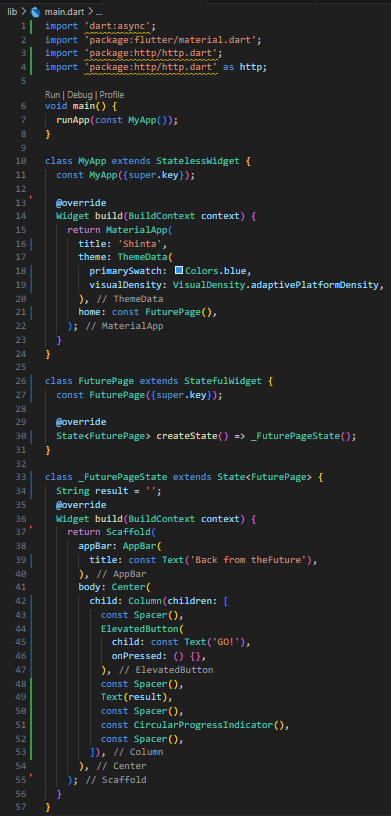 lib > main.dart > ...
1 import 'dart:async';
2 import 'package:flutter/material.dart';
3 import 'package:http/http.dart';
4 import 'package:http/http.dart' as http;
5
Run | Debug | Profile
6 void main() {
7   runApp(const MyApp());
8 }
9
10 class MyApp extends StatelessWidget {
11   const MyApp({super.key});
12
13   @override
14   Widget build(BuildContext context) {
15     return MaterialApp(
16       title: 'Shinta',
17       theme: ThemeData(
18         primarySwatch: Colors.blue,
19         visualDensity: VisualDensity.adaptivePlatformDensity,
20       ), // ThemeData
21       home: const FuturePage(),
22     ); // MaterialApp
23   }
24 }
25
26 class FuturePage extends StatefulWidget {
27   const FuturePage({super.key});
28
29   @override
30   State<FuturePage> createState() => _FuturePageState();
31 }
32
33 class _FuturePageState extends State<FuturePage> {
34   String result = '';
35   @override
36   Widget build(BuildContext context) {
37     return Scaffold(
38       appBar: AppBar(
39         title: const Text('Back from theFuture'),
40       ), // AppBar
41       body: Center(
42         child: Column(children: [
43           const Spacer(),
44           ElevatedButton(
45             child: const Text('GO!'),
46             onPressed: () {},
47           ), // ElevatedButton
48           const Spacer(),
49           Text(result),
50           const Spacer(),
51           const CircularProgressIndicator(),
52           const Spacer(),
53         ]), // Column
54       ), // Center
55     ); // Scaffold
56   }
57 }